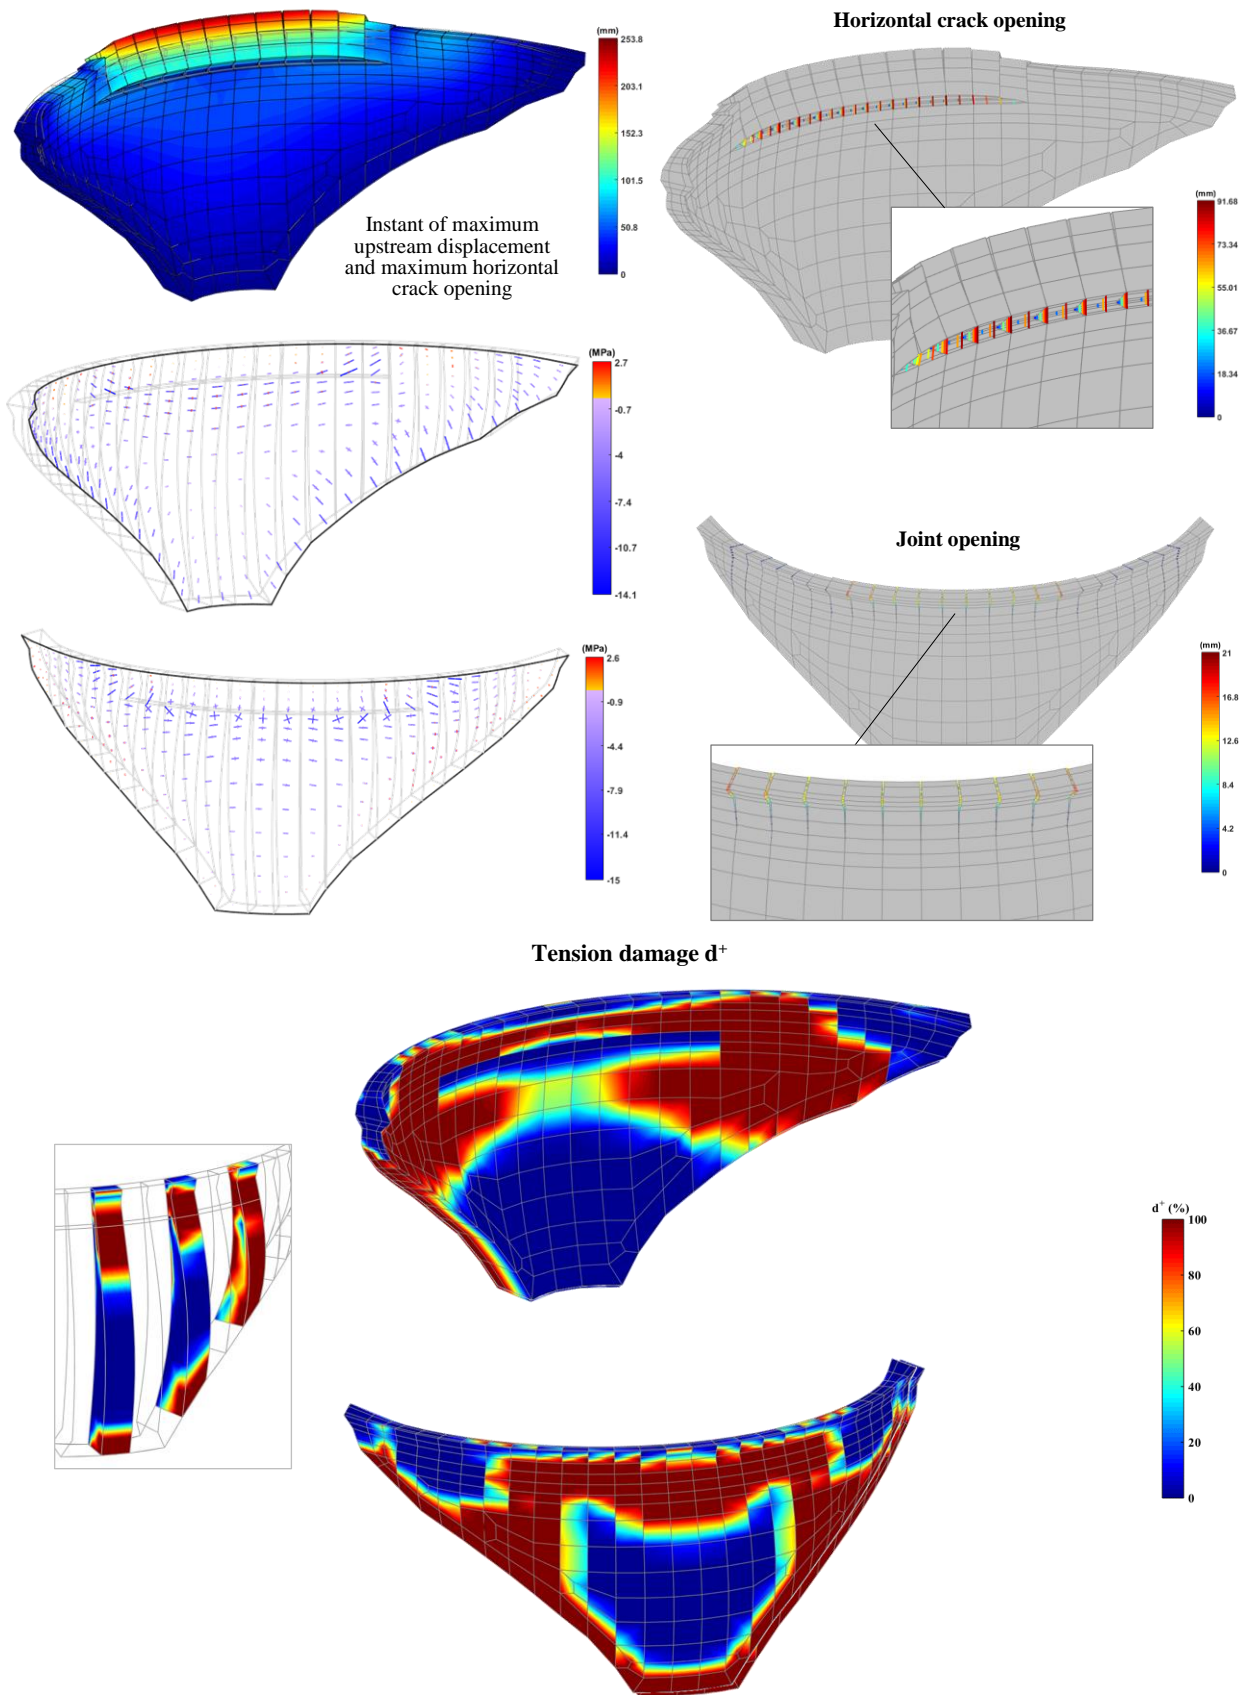 (mm)
253.8
203.1
152.3
101.5
50.8
0
Instant of maximum
upstream displacement
and maximum horizontal
crack opening
Horizontal crack opening
(mm)
91.68
73.34
55.01
36.67
18.34
0
(MPa)
2.7
-0.7
-4
-7.4
-10.7
-14.1
Joint opening
(mm)
21
16.8
12.6
8.4
4.2
0
(MPa)
2.6
-0.9
-4.4
-7.9
-11.4
-15
Tension damage d⁺
d⁺ (%)
100
80
60
40
20
0